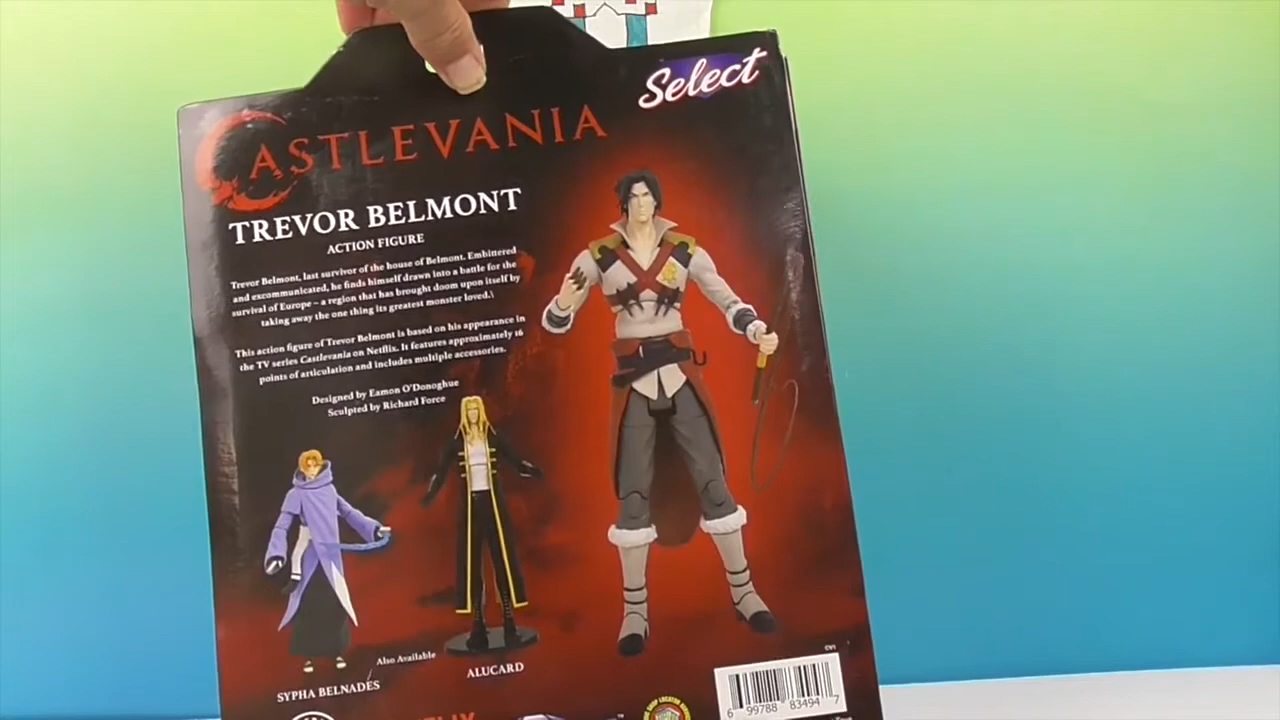 Select
CASTLEVANIA
TREVOR BELMONT
ACTION FIGURE
Trevor Belmont, last survivor of the house of Belmont. Embittered
and excommunicated, he finds himself drawn into a battle for the
survival of Europe – a region that has brought doom upon itself by
taking away the one thing its greatest monster loved.\
This action figure of Trevor Belmont is based on his appearance in
the TV series Castlevania on Netflix. It features approximately 16
points of articulation and includes multiple accessories.
Designed by Eamon O'Donoghue
Sculpted by Richard Force
Also Available
SYPHA BELNADES
ALUCARD
CV1
6 99788 83494 7